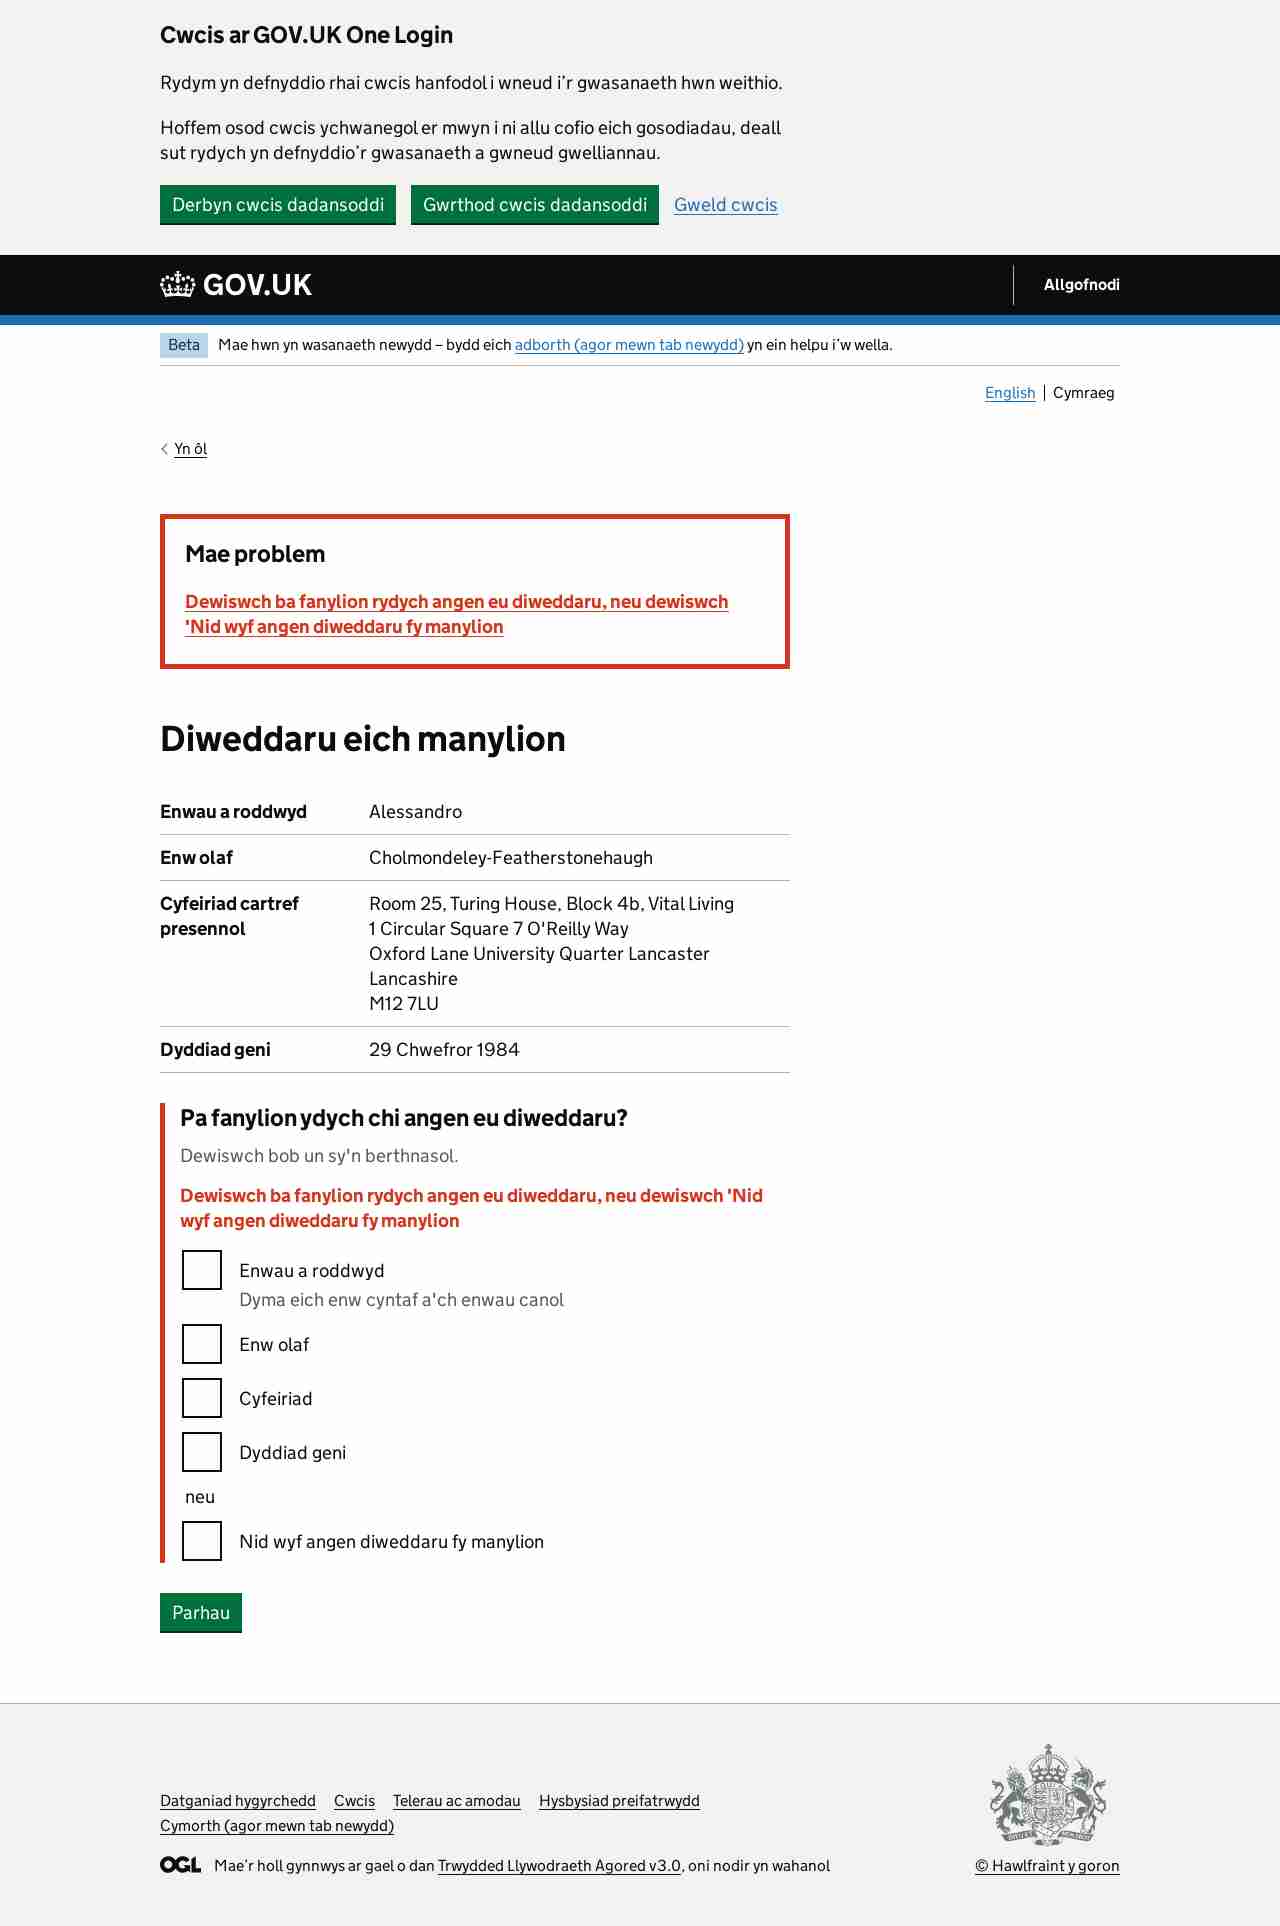 Cwcis ar GOV.UK One Login
Rydym yn defnyddio rhai cwcis hanfodol i wneud i’r gwasanaeth hwn weithio.
Hoffem osod cwcis ychwanegol er mwyn i ni allu cofio eich gosodiadau, deall
sut rydych yn defnyddio’r gwasanaeth a gwneud gwelliannau.
Derbyn cwcis dadansoddi Gwrthod cwcis dadansoddi Gweld cwcis
GOV.UK Allgofnodi
Beta Mae hwn yn wasanaeth newydd – bydd eich adborth (agor mewn tab newydd) yn ein helpu i’w wella.
English Cymraeg
Yn ôl
Mae problem
Dewiswch ba fanylion rydych angen eu diweddaru, neu dewiswch
'Nid wyf angen diweddaru fy manylion
Diweddaru eich manylion
Enwau a roddwyd Alessandro
Enw olaf Cholmondeley-Featherstonehaugh
Cyfeiriad cartref Room 25, Turing House, Block 4b, Vital Living
presennol 1 Circular Square 7 O'Reilly Way
Oxford Lane University Quarter Lancaster
Lancashire
M12 7LU
Dyddiad geni 29 Chwefror 1984
Pa fanylion ydych chi angen eu diweddaru?
Dewiswch bob un sy'n berthnasol.
Dewiswch ba fanylion rydych angen eu diweddaru, neu dewiswch 'Nid
wyf angen diweddaru fy manylion
Enwau a roddwyd
Dyma eich enw cyntaf a'ch enwau canol
Enw olaf
Cyfeiriad
Dyddiad geni
neu
Nid wyf angen diweddaru fy manylion
Parhau
Datganiad hygyrchedd Cwcis Telerau ac amodau Hysbysiad preifatrwydd
Cymorth (agor mewn tab newydd)
OGL Mae’r holl gynnwys ar gael o dan Trwydded Llywodraeth Agored v3.0, oni nodir yn wahanol
© Hawlfraint y goron